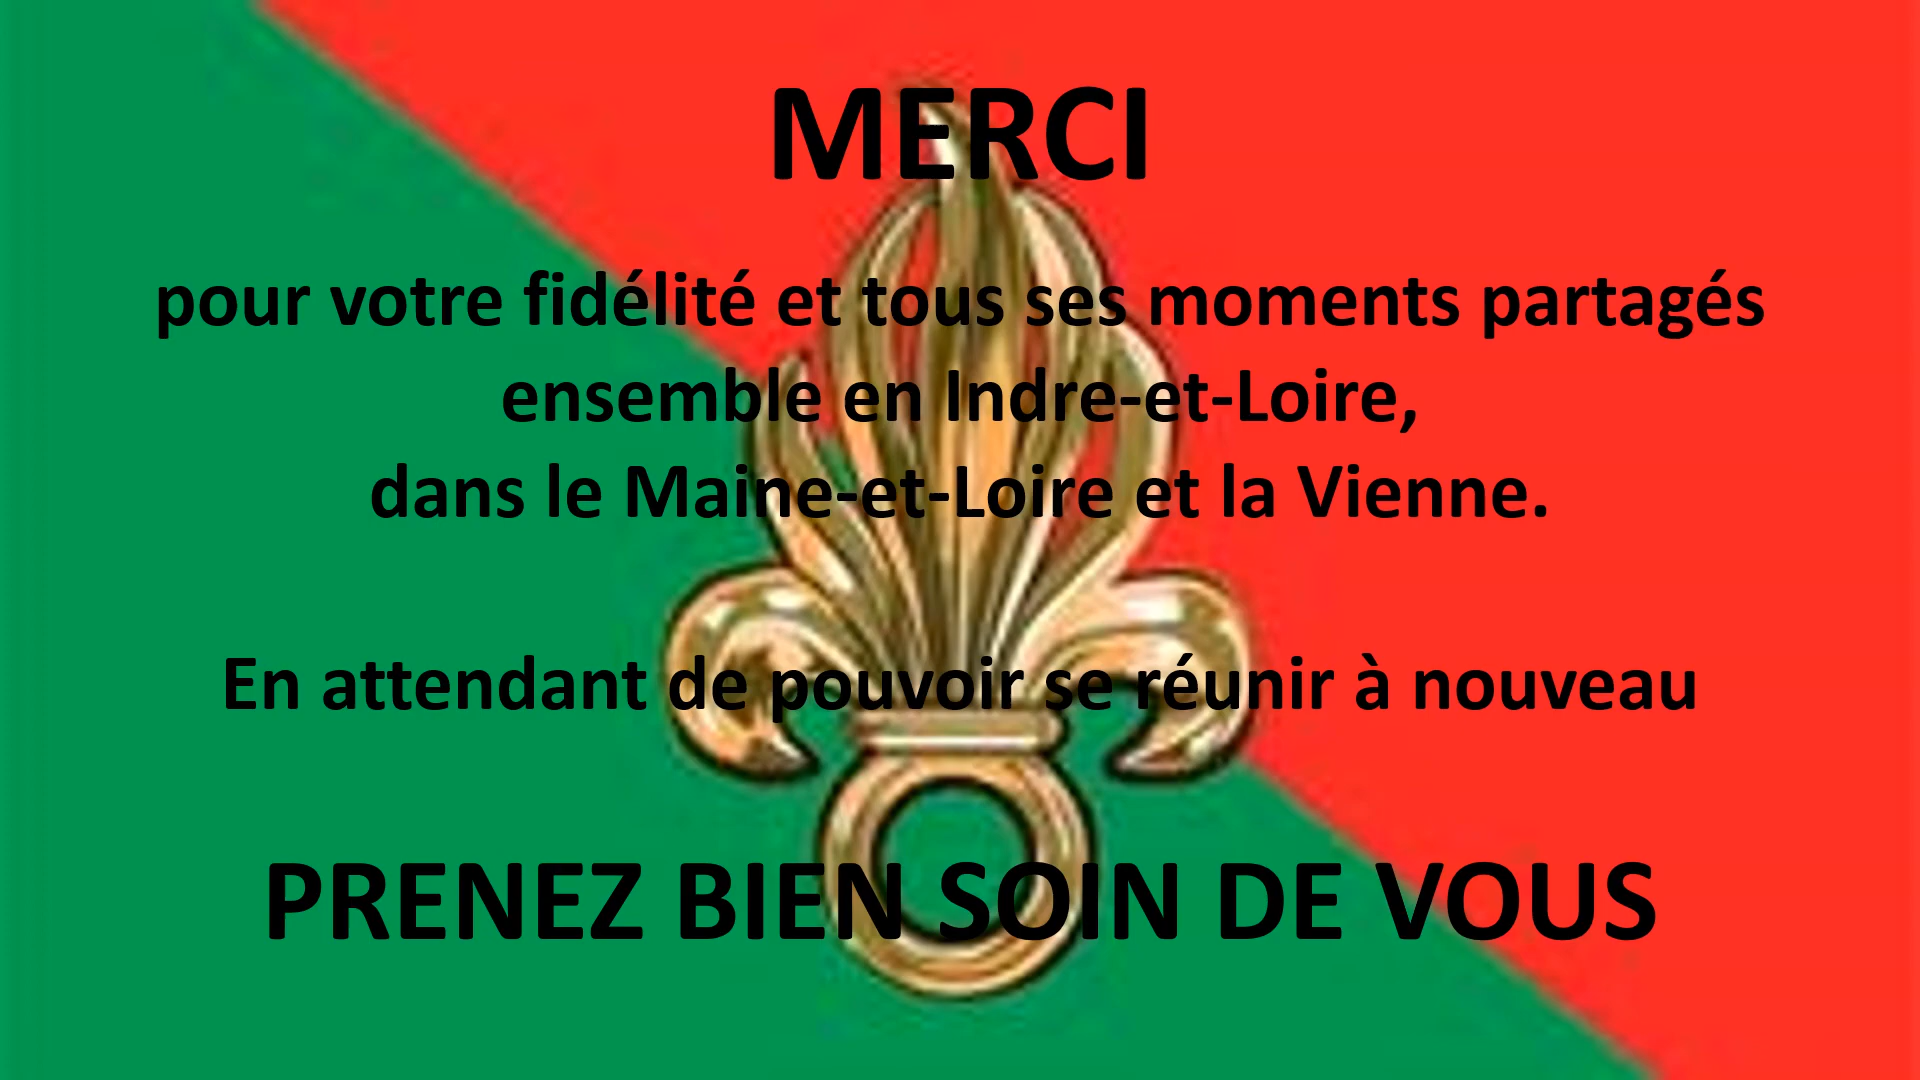 MERCI
pour votre fidélité et tous ses moments partagés
ensemble en Indre-et-Loire,
dans le Maine-et-Loire et la Vienne.
En attendant de pouvoir se réunir à nouveau
PRENEZ BIEN SOIN DE VOUS